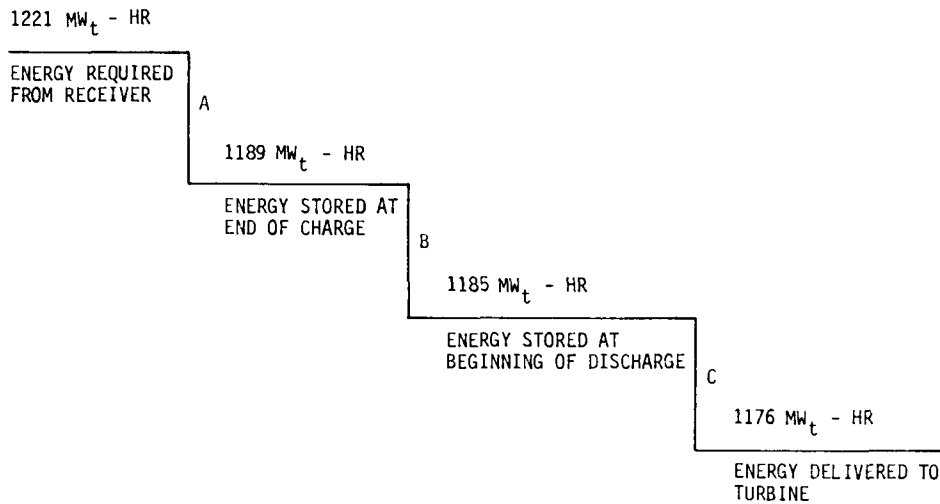 1221 MWt - HR
ENERGY REQUIRED
FROM RECEIVER
A
1189 MWt - HR
ENERGY STORED AT
END OF CHARGE
B
1185 MWt - HR
ENERGY STORED AT
BEGINNING OF DISCHARGE
C
1176 MWt - HR
ENERGY DELIVERED TO
TURBINE